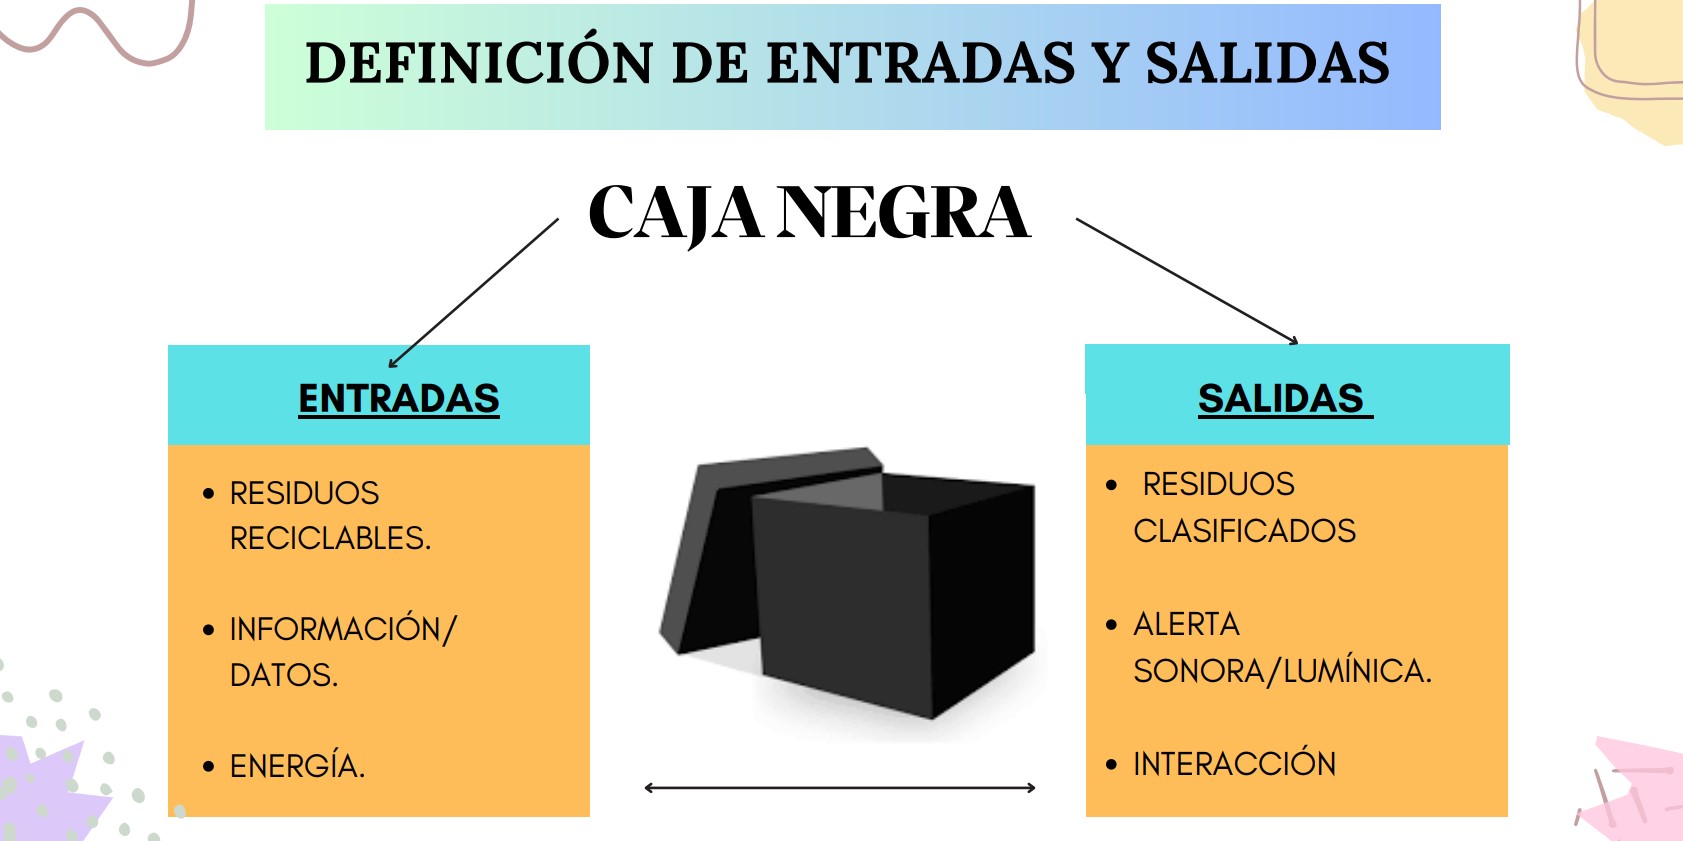 DEFINICIÓN DE ENTRADAS Y SALIDAS
CAJA NEGRA
ENTRADAS
RESIDUOS
RECICLABLES.
INFORMACIÓN/
DATOS.
ENERGÍA.
SALIDAS
RESIDUOS
CLASIFICADOS
ALERTA
SONORA/LUMÍNICA.
INTERACCIÓN